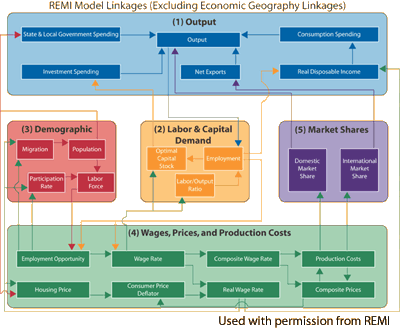 REMI Model Linkages (Excluding Economic Geography Linkages)
(1) Output
State & Local Government Spending
Output
Consumption Spending
Investment Spending
Net Exports
Real Disposable Income
(3) Demographic
Migration
Population
Participation
Rate
Labor
Force
(2) Labor & Capital
Demand
Optimal
Capital
Stock
Employment
Labor/Output
Ratio
(5) Market Shares
Domestic
Market
Share
International
Market
Share
(4) Wages, Prices, and Production Costs
Employment Opportunity
Wage Rate
Composite Wage Rate
Production Costs
Housing Price
Consumer Price
Deflator
Real Wage Rate
Composite Prices
Used with permission from REMI